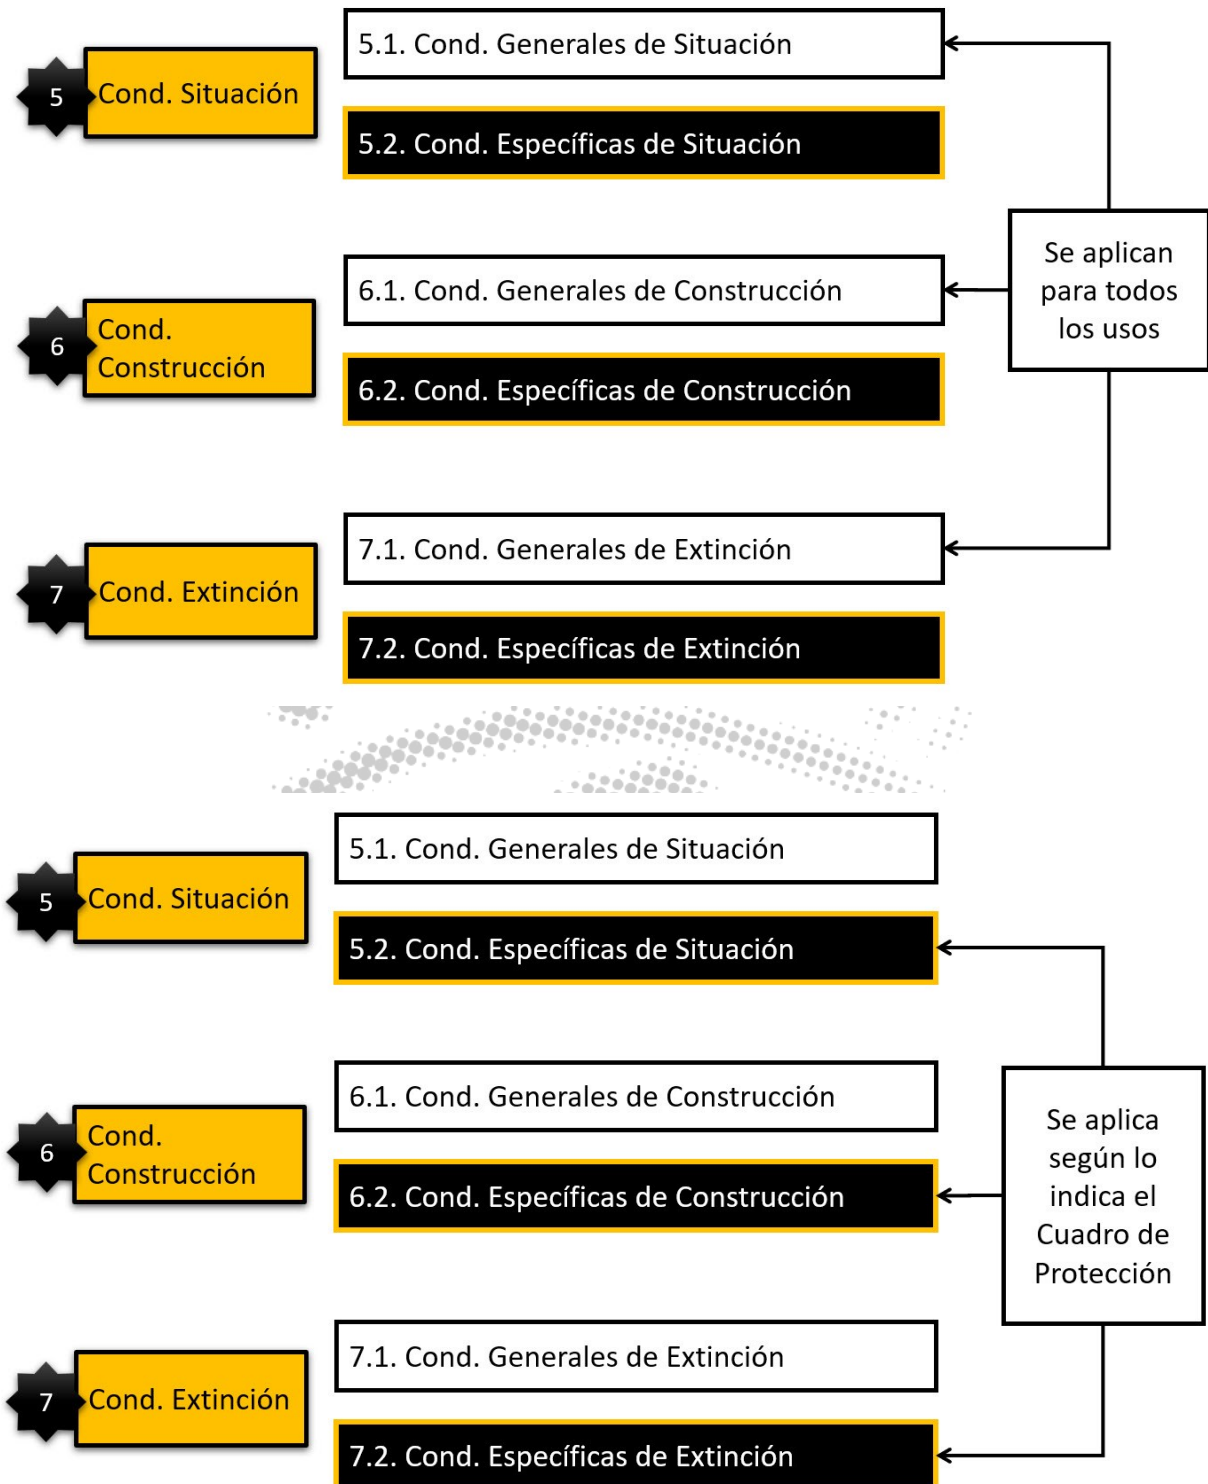 5.1. Cond. Generales de Situación
5
Cond. Situación
5.2. Cond. Específicas de Situación
Se aplican
para todos
los usos
6.1. Cond. Generales de Construcción
6
Cond.
Construcción
6.2. Cond. Específicas de Construcción
7.1. Cond. Generales de Extinción
7
Cond. Extinción
7.2. Cond. Específicas de Extinción
5.1. Cond. Generales de Situación
5
Cond. Situación
5.2. Cond. Específicas de Situación
6.1. Cond. Generales de Construcción
6
Cond.
Construcción
6.2. Cond. Específicas de Construcción
Se aplica
según lo
indica el
Cuadro de
Protección
7.1. Cond. Generales de Extinción
7
Cond. Extinción
7.2. Cond. Específicas de Extinción